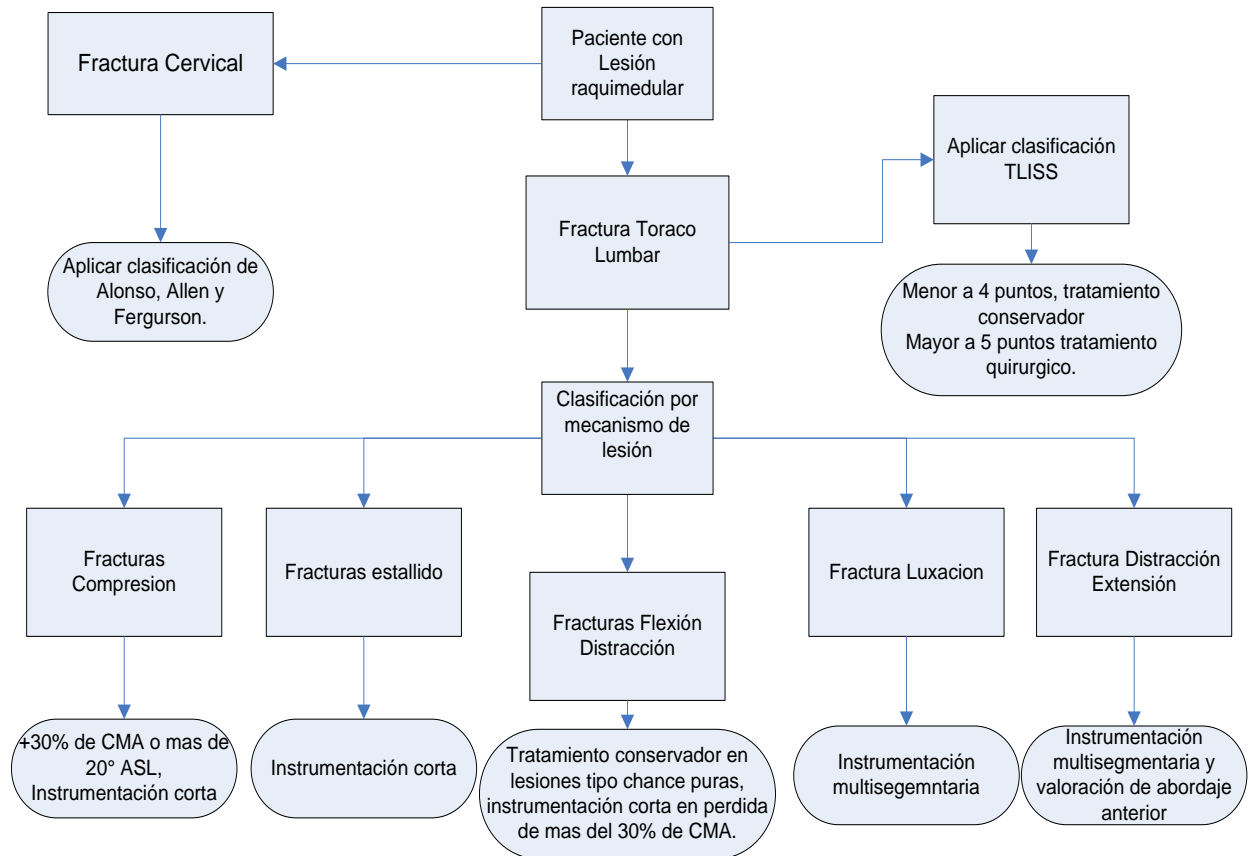 Fractura Cervical
Paciente con
Lesión
raquimedular
Aplicar clasificación
TLISS
Fractura Toraco
Lumbar
Aplicar clasificación de
Alonso, Allen y
Fergurson.
Menor a 4 puntos, tratamiento
conservador
Mayor a 5 puntos tratamiento
quirurgico.
Clasificación por
mecanismo de
lesión
Fracturas
Compresion
Fracturas estallido
Fracturas Flexión
Distracción
Fractura Luxacion
Fractura Distracción
Extensión
+30% de CMA o mas de
20° ASL,
Instrumentación corta
Instrumentación corta
Tratamiento conservador en
lesiones tipo chance puras,
instrumentación corta en perdida
de mas del 30% de CMA.
Instrumentación
multisegemntaria
Instrumentación
multisegmentaria y
valoración de abordaje
anterior